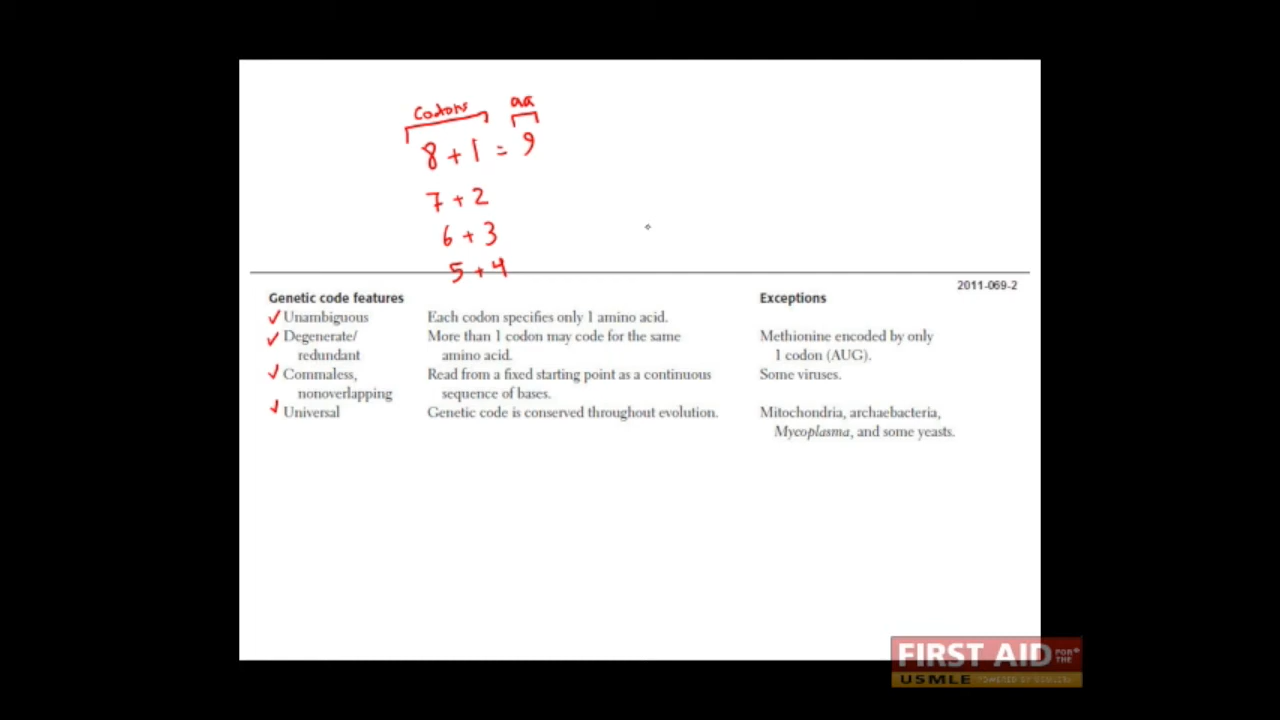 Codons aa
8 + 1 = 9
7 + 2
6 + 3
5 + 4
2011-069-2
Genetic code features Exceptions
Unambiguous Each codon specifies only 1 amino acid.
Degenerate/ More than 1 codon may code for the same Methionine encoded by only
redundant amino acid. 1 codon (AUG).
Commaless, Read from a fixed starting point as a continuous Some viruses.
nonoverlapping sequence of bases.
Universal Genetic code is conserved throughout evolution. Mitochondria, archaebacteria,
Mycoplasma, and some yeasts.
FIRST AID FOR THE®
USMLE